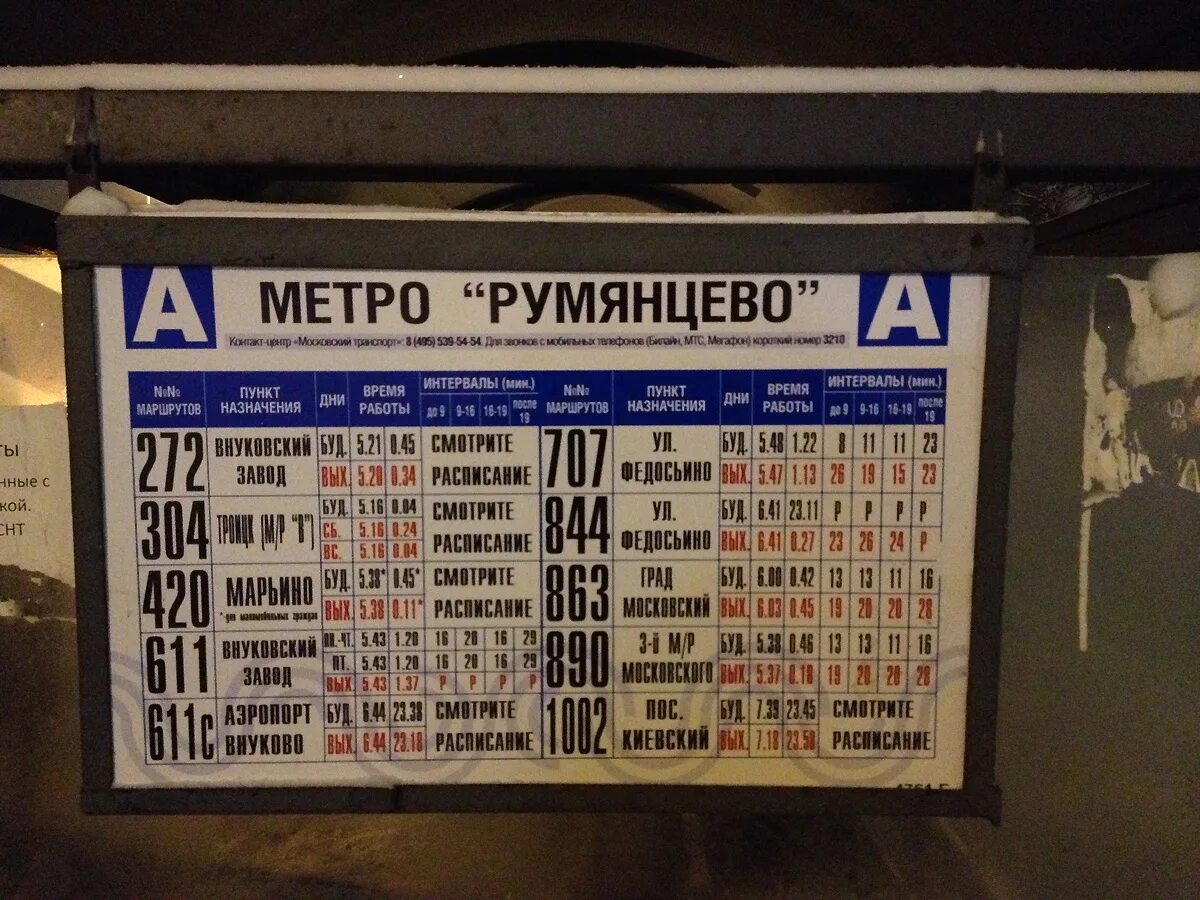 А МЕТРО “РУМЯНЦЕВО” А
Контакт-центр «Московский транспорт»: 8 (495) 539-54-54. Для звонков с мобильных телефонов (Билайн, МТС, Мегафон) короткий номер 3210
№№ МАРШРУТОВ ПУНКТ НАЗНАЧЕНИЯ ДНИ ВРЕМЯ РАБОТЫ ИНТЕРВАЛЫ (мин.)
до 9 9-16 16-19 после 19
272 ВНУКОВСКИЙ БУД. 5.21 0.45 СМОТРИТЕ
ЗАВОД ВЫХ. 5.20 0.34 РАСПИСАНИЕ
304 ТРОИЦК (М/Р "В") БУД. 5.16 0.04 СМОТРИТЕ
СБ. 5.16 0.24 РАСПИСАНИЕ
ВС. 5.16 0.04
420 МАРЬИНО БУД. 5.38* 0.45* СМОТРИТЕ
*-для маломобильных граждан ВЫХ. 5.38 0.11* РАСПИСАНИЕ
611 ВНУКОВСКИЙ ПН.-ЧТ. 5.43 1.20 16 20 16 29
ЗАВОД ПТ. 5.43 1.20 16 20 16 29
ВЫХ. 5.43 1.37 Р Р Р Р
611с АЭРОПОРТ БУД. 6.44 23.38 СМОТРИТЕ
ВНУКОВО ВЫХ. 6.44 23.18 РАСПИСАНИЕ
№№ МАРШРУТОВ ПУНКТ НАЗНАЧЕНИЯ ДНИ ВРЕМЯ РАБОТЫ ИНТЕРВАЛЫ (мин.)
до 9 9-16 16-19 после 19
707 УЛ. БУД. 5.48 1.22 8 11 11 23
ФЕДОСЬИНО ВЫХ. 5.47 1.13 26 19 15 23
844 УЛ. БУД. 6.41 23.11 Р Р Р Р
ФЕДОСЬИНО ВЫХ. 6.41 0.27 23 26 24 Р
863 ГРАД БУД. 6.00 0.42 13 13 11 16
МОСКОВСКИЙ ВЫХ. 6.03 0.45 19 20 20 28
890 3-й М/Р БУД. 5.38 0.46 13 13 11 16
МОСКОВСКОГО ВЫХ. 5.37 0.18 19 20 20 28
1002 ПОС. БУД. 7.39 23.45 СМОТРИТЕ
КИЕВСКИЙ ВЫХ. 7.18 23.50 РАСПИСАНИЕ
ты
нные с
кой.
СНТ